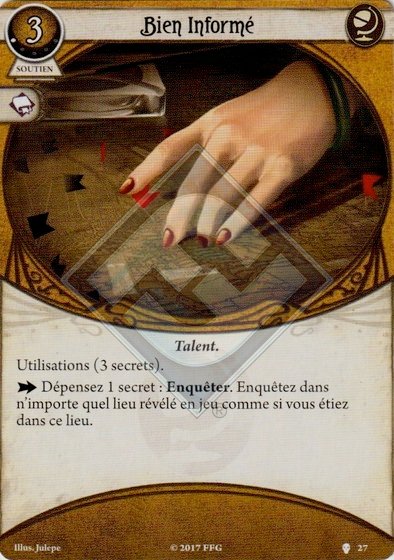 Bien Informé
3
SOUTIEN
Talent.
Utilisations (3 secrets).
Dépensez 1 secret : Enquêter. Enquêtez dans
n'importe quel lieu révélé en jeu comme si vous étiez
dans ce lieu.
Illus. Julepe
© 2017 FFG
27